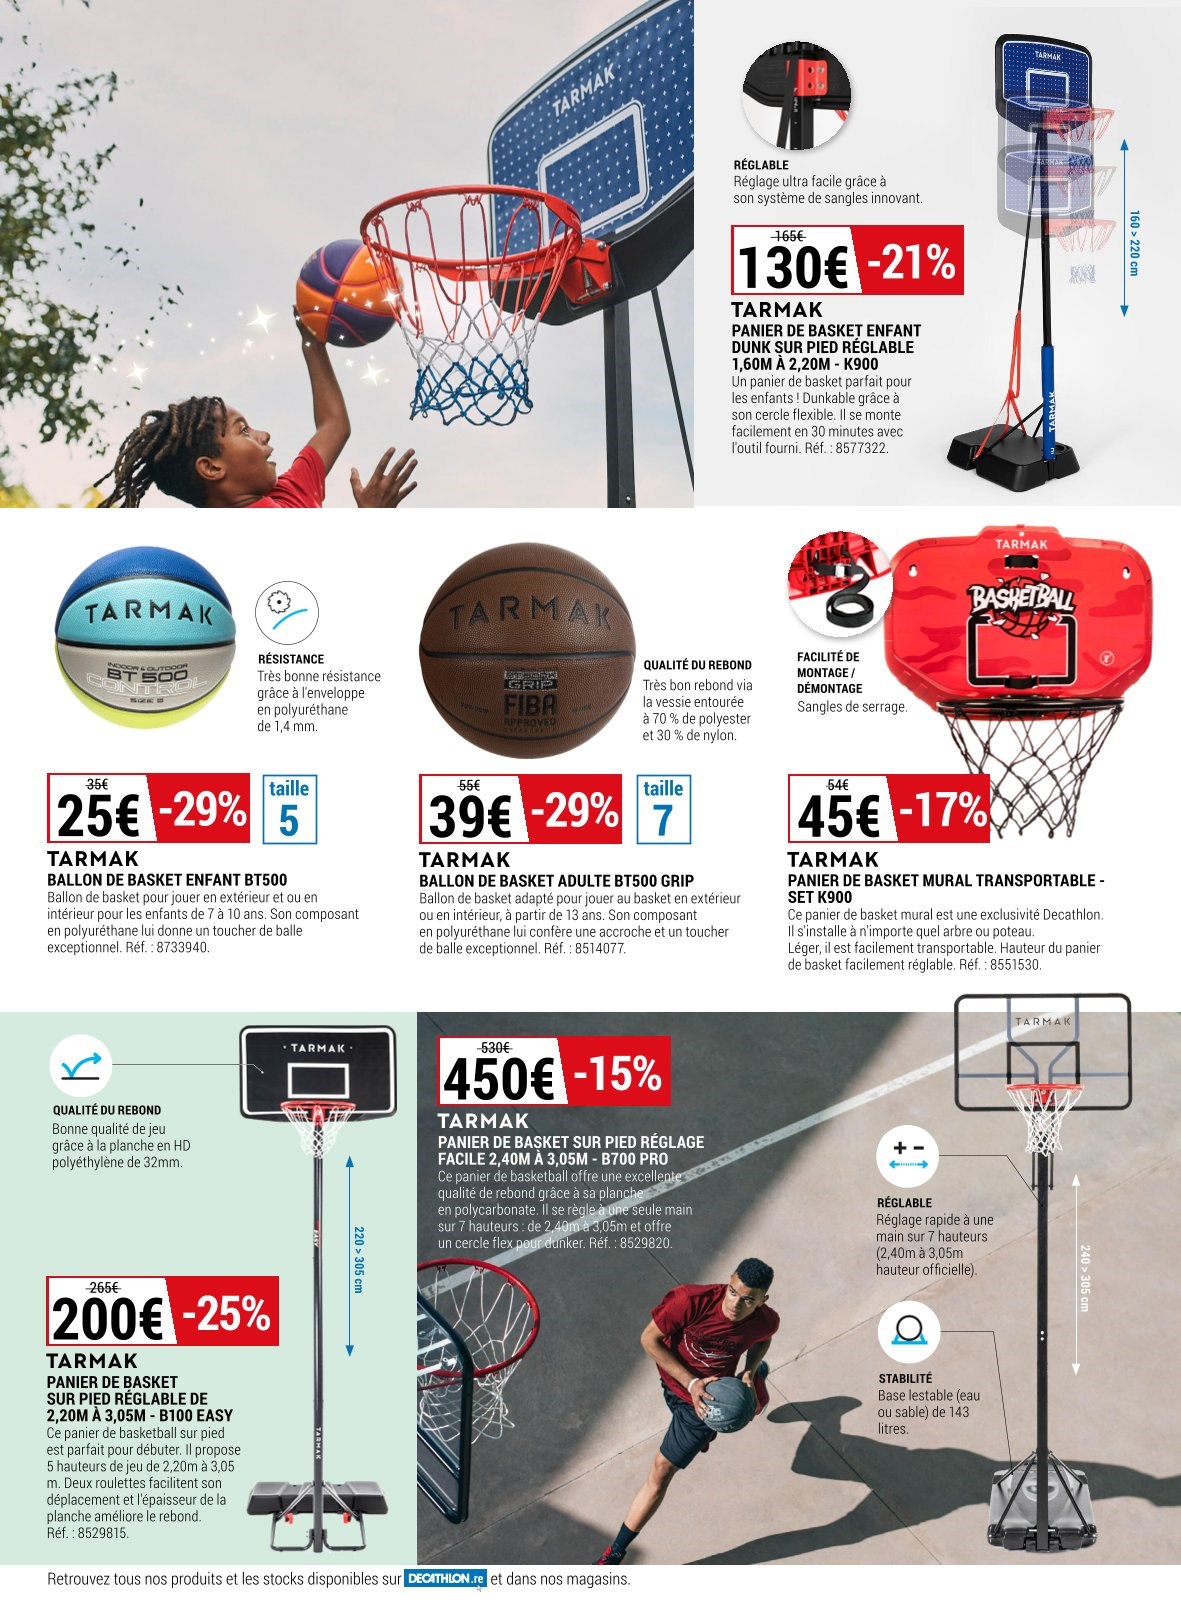 TARMAK
TARMAK
TARMAK
TARMAK
RÉGLABLE
Réglage ultra facile grâce à
son système de sangles innovant.
160 > 220 cm
165€
130€ -21%
TARMAK
PANIER DE BASKET ENFANT
DUNK SUR PIED RÉGLABLE
1,60M À 2,20M - K900
Un panier de basket parfait pour
les enfants ! Dunkable grâce à
son cercle flexible. Il se monte
facilement en 30 minutes avec
l'outil fourni. Réf. : 8577322.
TARMAK
INDOOR & OUTDOOR
BT500
CONTROL
SIZE 5
RÉSISTANCE
Très bonne résistance
grâce à l'enveloppe
en polyuréthane
de 1,4 mm.
35€
25€ -29%
taille
5
TARMAK
BALLON DE BASKET ENFANT BT500
Ballon de basket pour jouer en extérieur et ou en
intérieur pour les enfants de 7 à 10 ans. Son composant
en polyuréthane lui donne un toucher de balle
exceptionnel. Réf. : 8733940.
TARMAK
GRIP
FIBA
APPROVED
QUALITÉ DU REBOND
Très bon rebond via
la vessie entourée
à 70 % de polyester
et 30 % de nylon.
55€
39€ -29%
taille
7
TARMAK
BALLON DE BASKET ADULTE BT500 GRIP
Ballon de basket adapté pour jouer au basket en extérieur
ou en intérieur, à partir de 13 ans. Son composant
en polyuréthane lui confère une accroche et un toucher
de balle exceptionnel. Réf. : 8514077.
TARMAK
BASKETBALL
FACILITÉ DE
MONTAGE /
DÉMONTAGE
Sangles de serrage.
54€
45€ -17%
TARMAK
PANIER DE BASKET MURAL TRANSPORTABLE -
SET K900
Ce panier de basket mural est une exclusivité Decathlon.
Il s'installe à n'importe quel arbre ou poteau.
Léger, il est facilement transportable. Hauteur du panier
de basket facilement réglable. Réf. : 8551530.
TARMAK
QUALITÉ DU REBOND
Bonne qualité de jeu
grâce à la planche en HD
polyéthylène de 32mm.
EASY
220 > 305 cm
265€
200€ -25%
TARMAK
TARMAK
PANIER DE BASKET
SUR PIED RÉGLABLE DE
2,20M À 3,05M - B100 EASY
Ce panier de basketball sur pied
est parfait pour débuter. Il propose
5 hauteurs de jeu de 2,20m à 3,05
m. Deux roulettes facilitent son
déplacement et l'épaisseur de la
planche améliore le rebond.
Réf. : 8529815.
530€
450€ -15%
TARMAK
PANIER DE BASKET SUR PIED RÉGLAGE
FACILE 2,40M À 3,05M - B700 PRO
Ce panier de basketball offre une excellente
qualité de rebond grâce à sa planche
en polycarbonate. Il se règle à une seule main
sur 7 hauteurs : de 2,40m à 3,05m et offre
un cercle flex pour dunker. Réf. : 8529820.
TARMAK
RÉGLABLE
Réglage rapide à une
main sur 7 hauteurs
(2,40m à 3,05m
hauteur officielle).
240 > 305 cm
STABILITÉ
Base lestable (eau
ou sable) de 143
litres.
Retrouvez tous nos produits et les stocks disponibles sur DECATHLON.re et dans nos magasins.